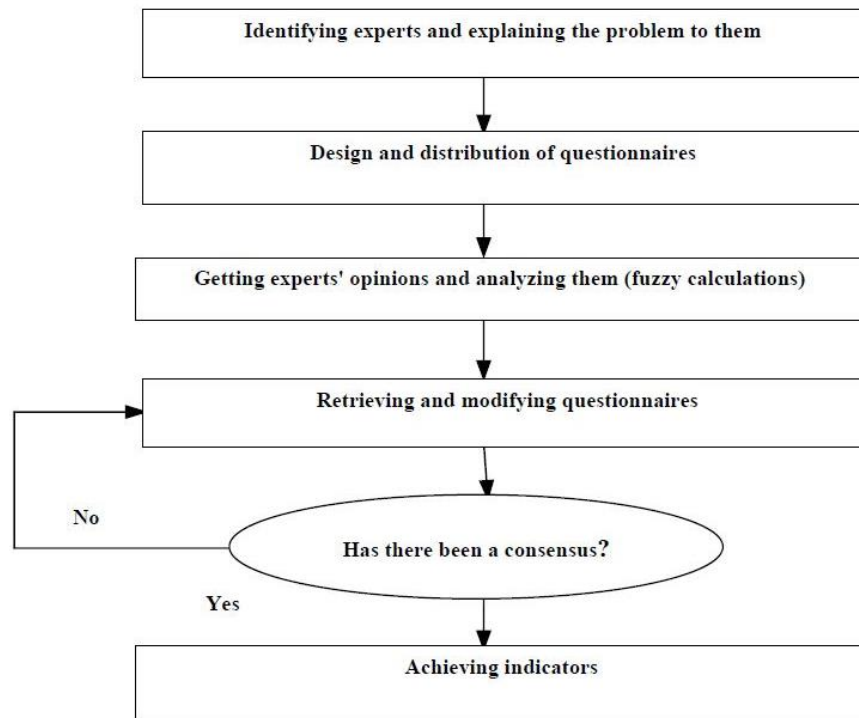 Identifying experts and explaining the problem to them
Design and distribution of questionnaires
Getting experts' opinions and analyzing them (fuzzy calculations)
Retrieving and modifying questionnaires
No
Has there been a consensus?
Yes
Achieving indicators